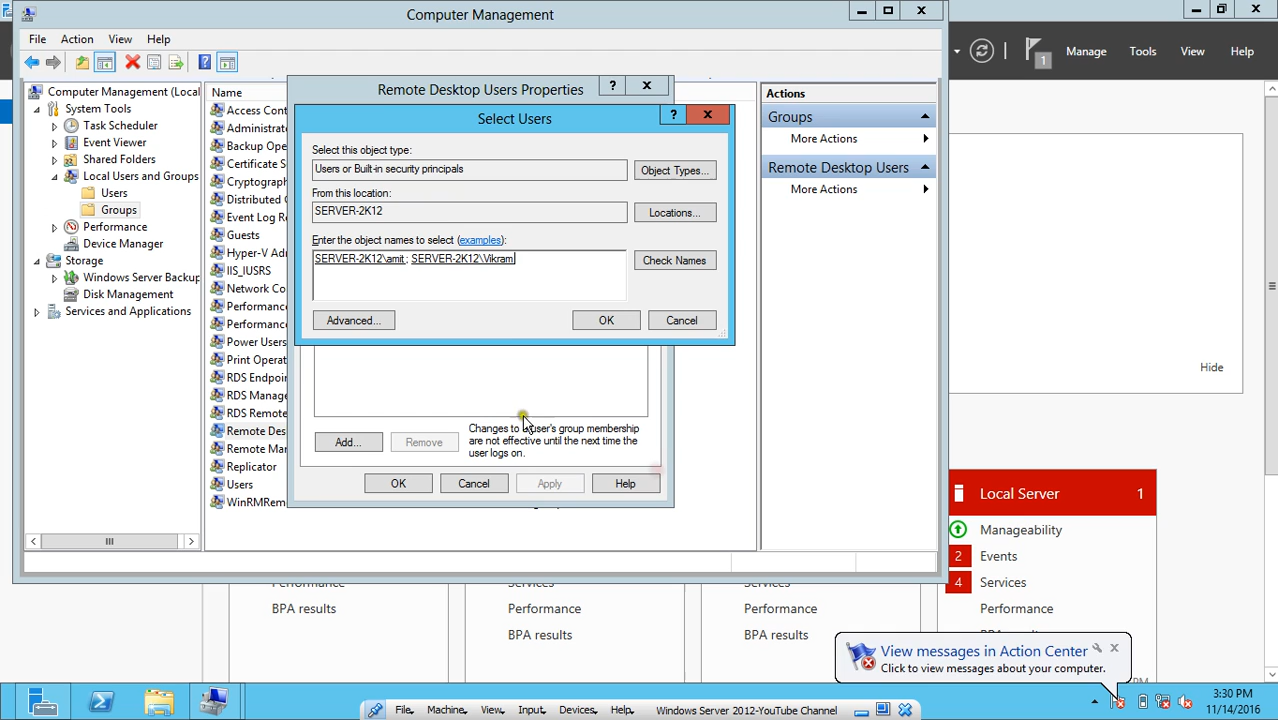 Computer Management
File Action View Help
Manage Tools View Help
1
Computer Management (Local
System Tools
Task Scheduler
Event Viewer
Shared Folders
Local Users and Groups
Users
Groups
Performance
Device Manager
Storage
Windows Server Backup
Disk Management
Services and Applications
Name
Access Cont
Administrat
Backup Ope
Certificate S
Cryptograph
Distributed
Event Log R
Guests
Hyper-V Adr
IIS_IUSRS
Network Co
Performance
Performance
Power Users
Print Operat
RDS Endpoin
RDS Manage
RDS Remote
Remote Des
Remote Mar
Replicator
Users
WinRMRem
Remote Desktop Users Properties
Select Users
Select this object type:
Users or Built-in security principals
Object Types...
From this location:
SERVER-2K12
Locations...
Enter the object names to select (examples):
SERVER-2K12\amit; SERVER-2K12\Vikram
Check Names
Advanced...
OK
Cancel
Add...
Remove
Changes to a user's group membership
are not effective until the next time the
user logs on.
OK
Cancel
Apply
Help
Actions
Groups
More Actions
Remote Desktop Users
More Actions
Hide
Local Server 1
Manageability
2 Events
4 Services
Performance
Performance
BPA results
Services
Performance
BPA results
Services
Performance
BPA results
View messages in Action Center
Click to view messages about your computer.
PM
File Machine View Input Devices Help Windows Server 2012-YouTube Channel
3:30 PM
11/14/2016